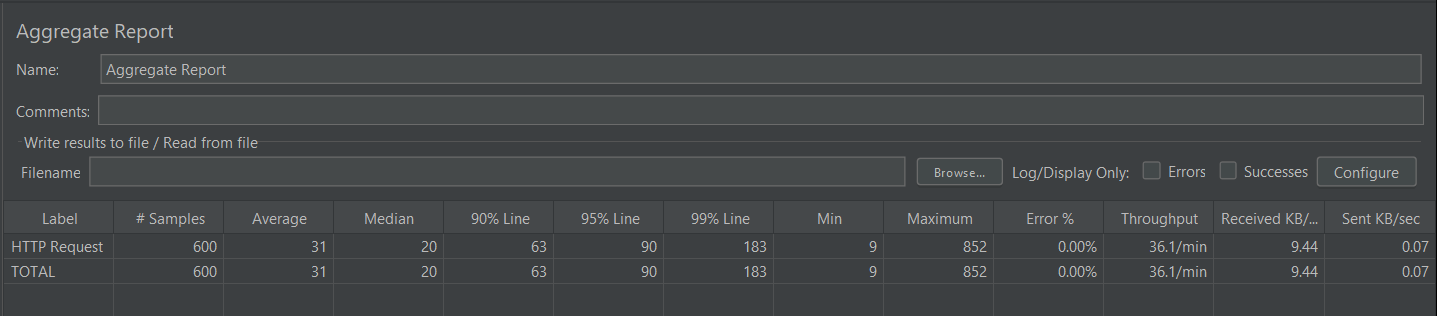 Aggregate Report
Name: Aggregate Report
Comments:
Write results to file / Read from file
Filename Browse... Log/Display Only: Errors Successes Configure
Label # Samples Average Median 90% Line 95% Line 99% Line Min Maximum Error % Throughput Received KB/... Sent KB/sec
HTTP Request 600 31 20 63 90 183 9 852 0.00% 36.1/min 9.44 0.07
TOTAL 600 31 20 63 90 183 9 852 0.00% 36.1/min 9.44 0.07